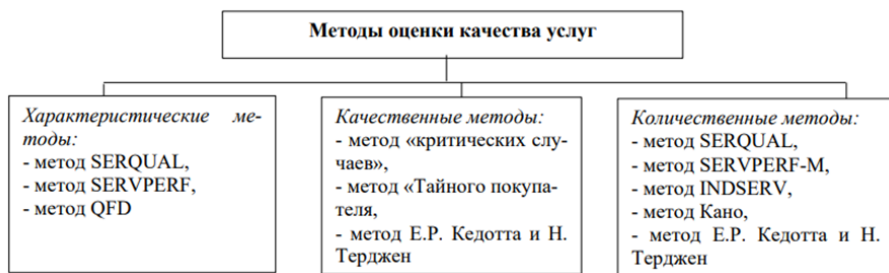 Методы оценки качества услуг
Характеристические ме-
тоды:
- метод SERQUAL,
- метод SERVPERF,
- метод QFD
Качественные методы:
- метод «критических слу-
чаев»,
- метод «Тайного покупа-
теля,
- метод Е.Р. Кедотта и Н.
Терджен
Количественные методы:
- метод SERQUAL,
- метод SERVPERF-M,
- метод INDSERV,
- метод Кано,
- метод Е.Р. Кедотта и Н.
Терджен